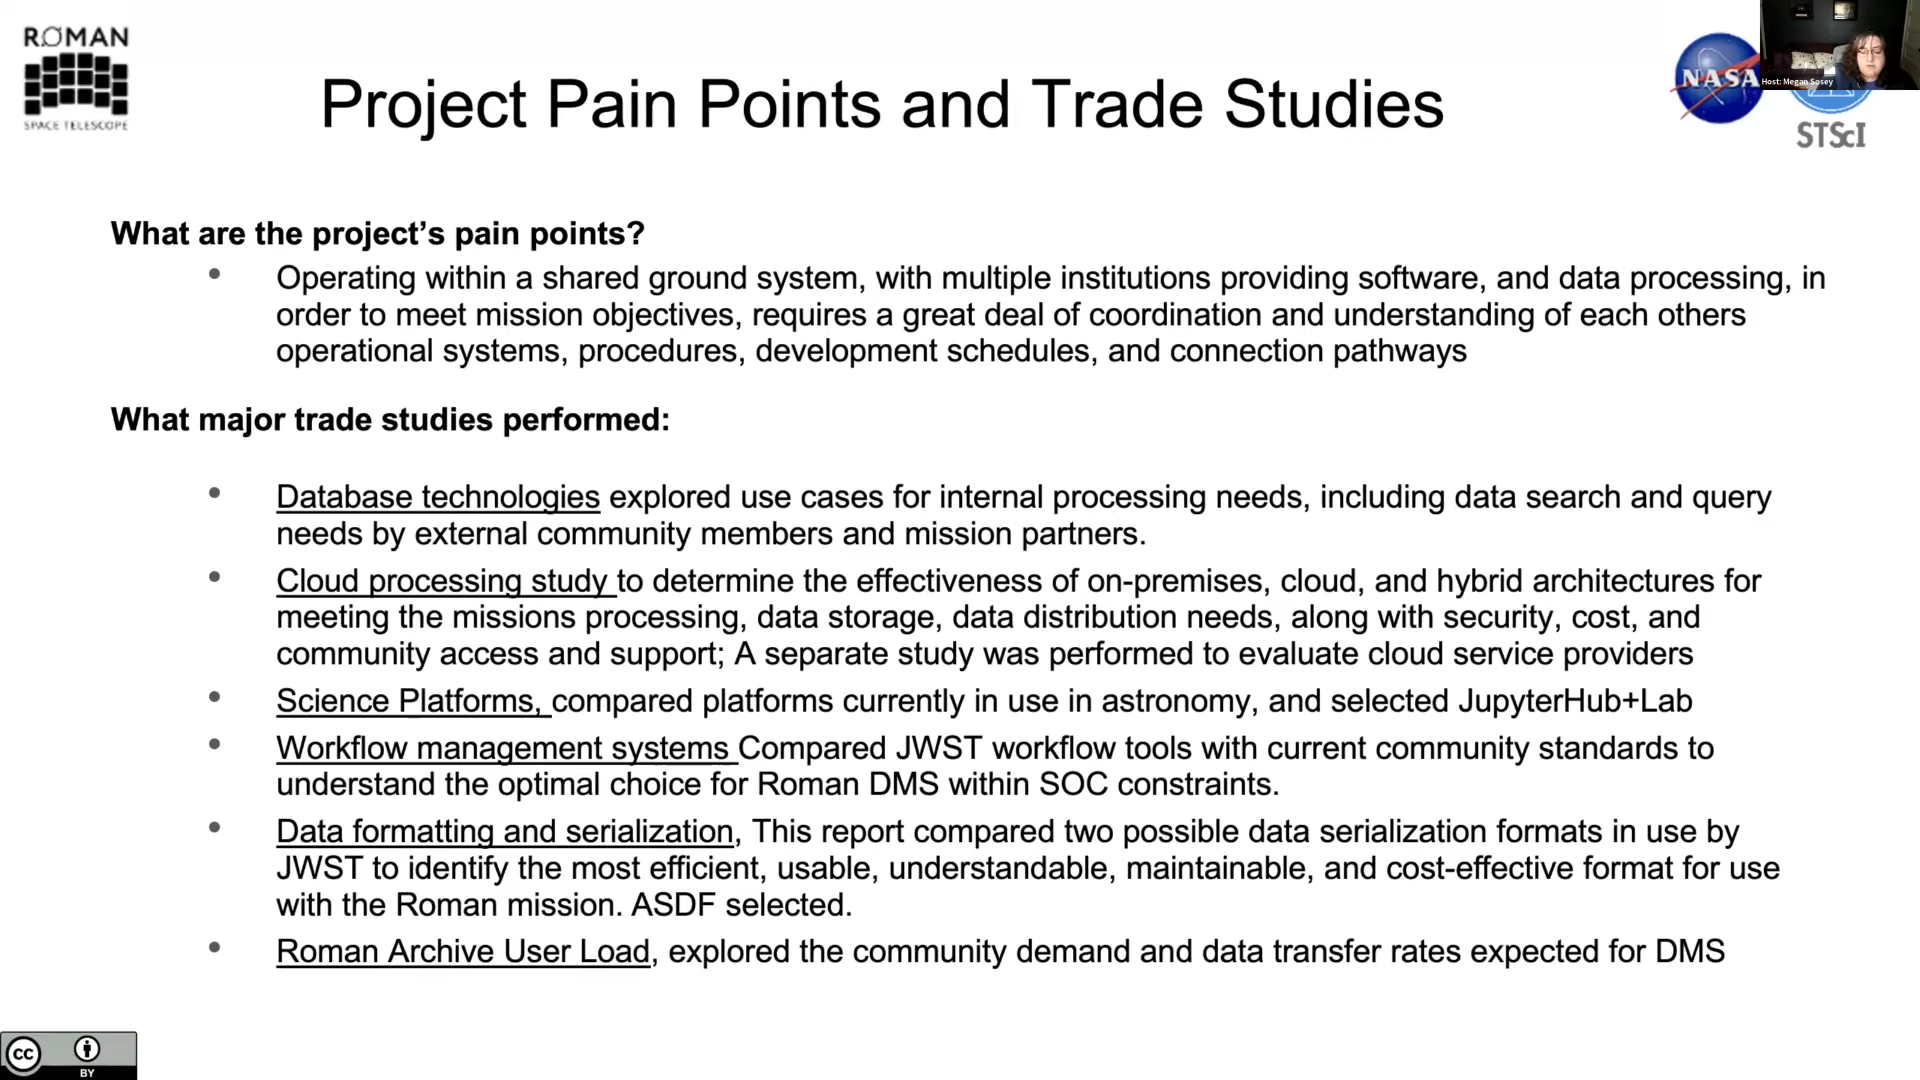 RØMAN
SPACE TELESCOPE
Project Pain Points and Trade Studies
NASA
Host: Megan Sosey
STScI
What are the project’s pain points?
• Operating within a shared ground system, with multiple institutions providing software, and data processing, in
order to meet mission objectives, requires a great deal of coordination and understanding of each others
operational systems, procedures, development schedules, and connection pathways
What major trade studies performed:
• Database technologies explored use cases for internal processing needs, including data search and query
needs by external community members and mission partners.
• Cloud processing study to determine the effectiveness of on-premises, cloud, and hybrid architectures for
meeting the missions processing, data storage, data distribution needs, along with security, cost, and
community access and support; A separate study was performed to evaluate cloud service providers
• Science Platforms, compared platforms currently in use in astronomy, and selected JupyterHub+Lab
• Workflow management systems Compared JWST workflow tools with current community standards to
understand the optimal choice for Roman DMS within SOC constraints.
• Data formatting and serialization, This report compared two possible data serialization formats in use by
JWST to identify the most efficient, usable, understandable, maintainable, and cost-effective format for use
with the Roman mission. ASDF selected.
• Roman Archive User Load, explored the community demand and data transfer rates expected for DMS
cc
BY